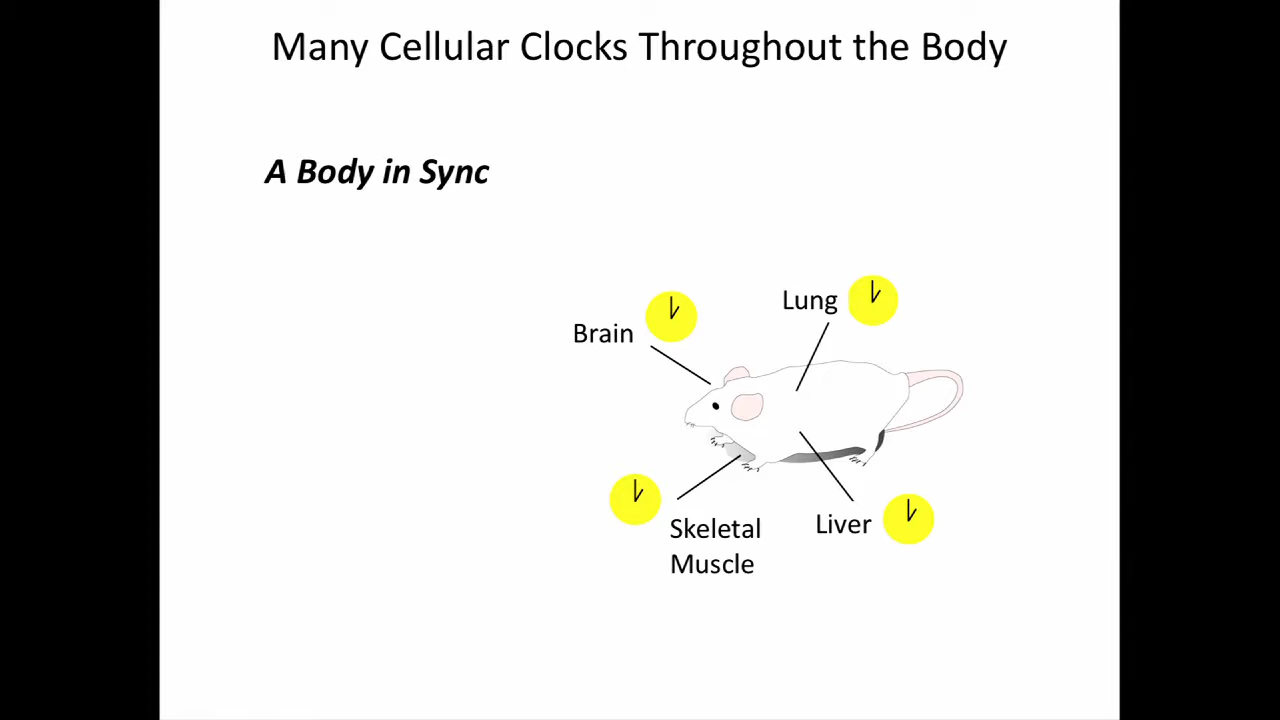 Many Cellular Clocks Throughout the Body
A Body in Sync
Lung
Brain
Skeletal
Muscle
Liver